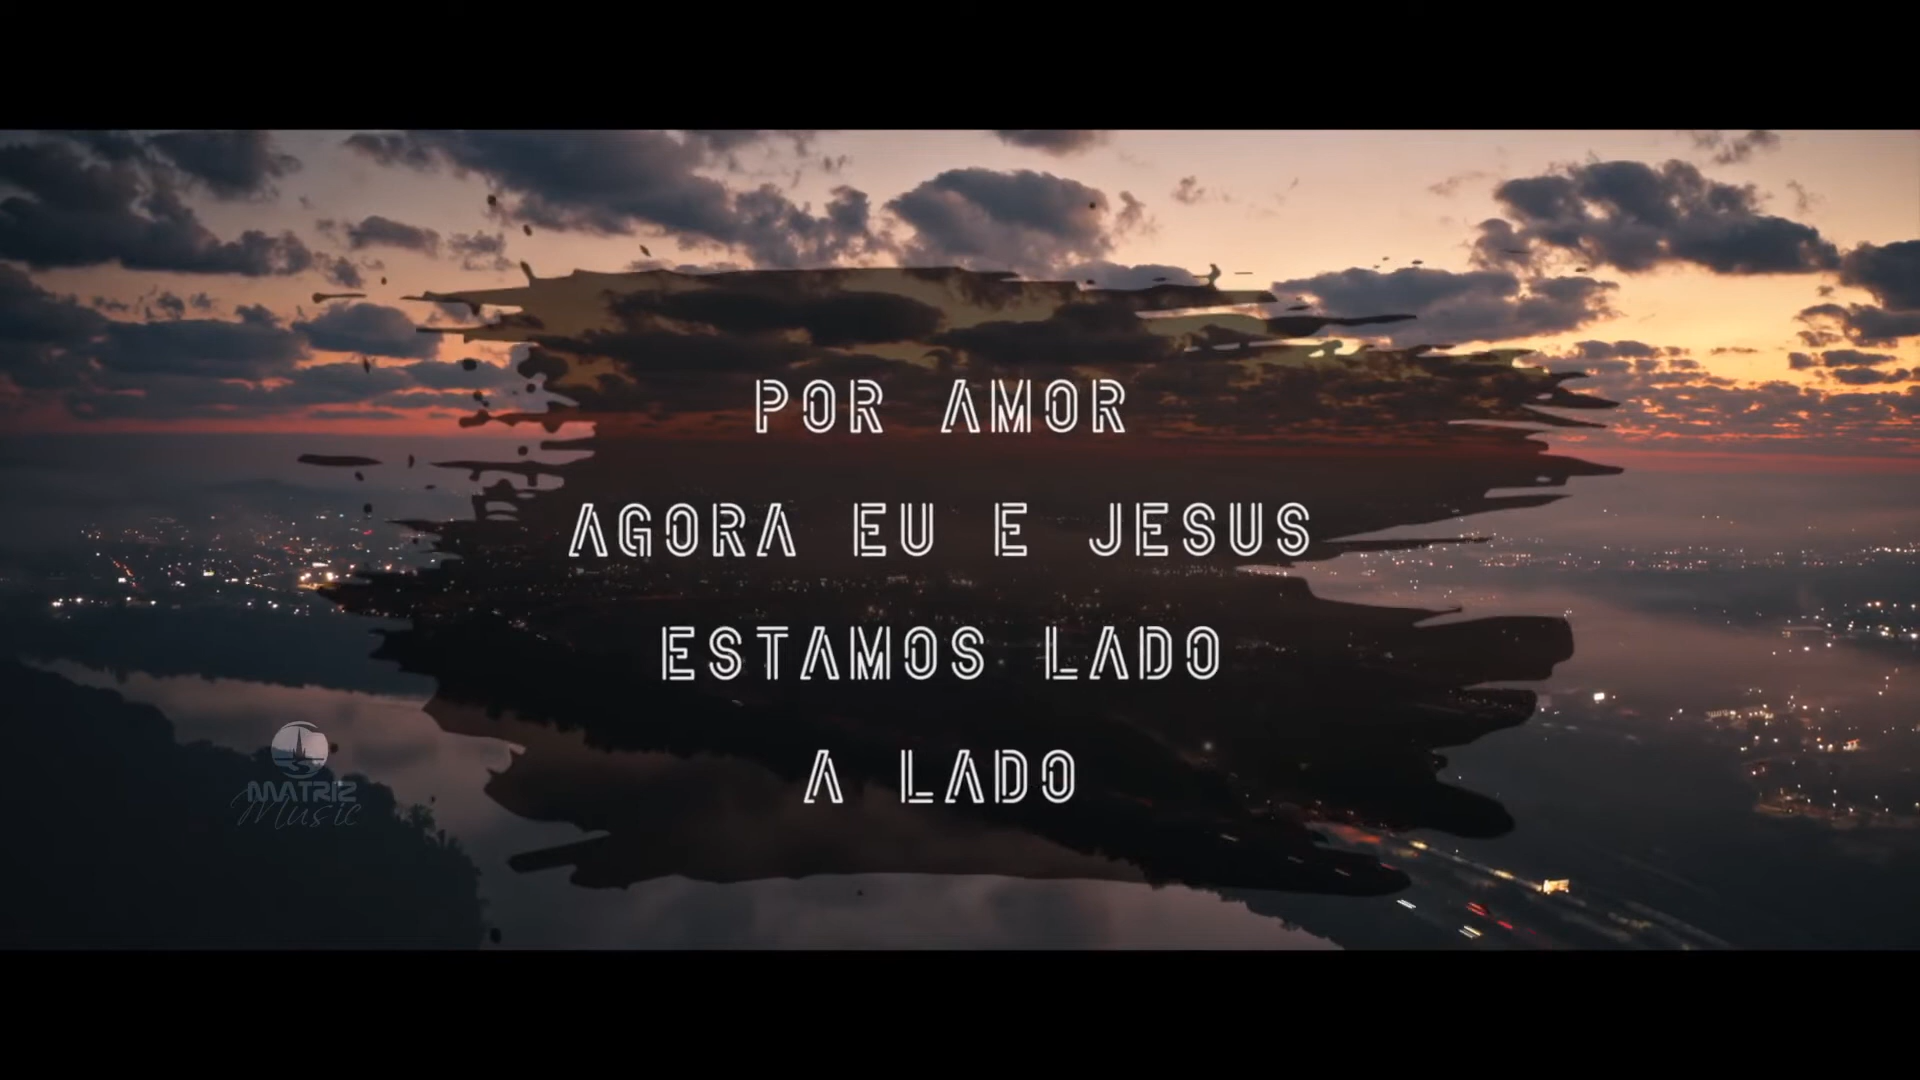 POR AMOR
AGORA EU E JESUS
ESTAMOS LADO
A LADO
MATRIZ
Music